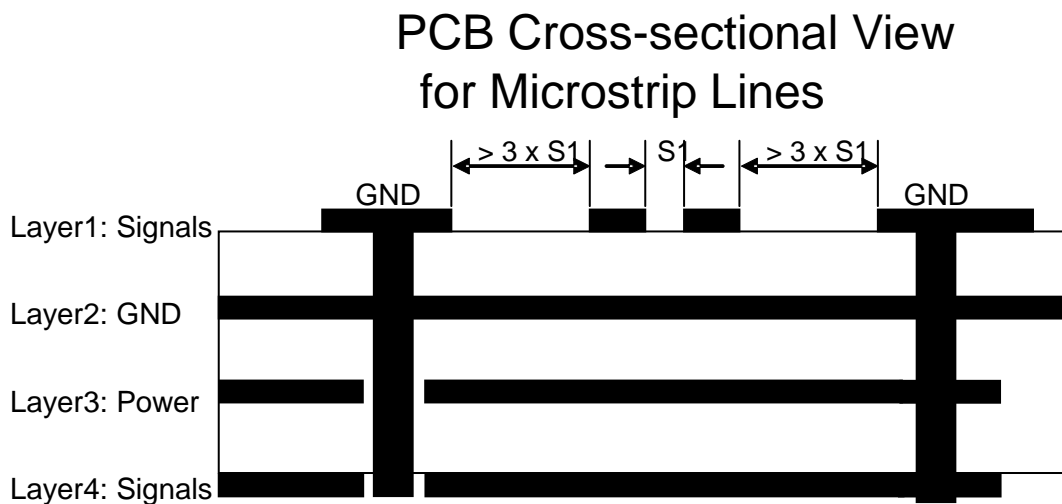 PCB Cross-sectional View
for Microstrip Lines
> 3 x S1
S1
> 3 x S1
GND
GND
Layer1: Signals
Layer2: GND
Layer3: Power
Layer4: Signals